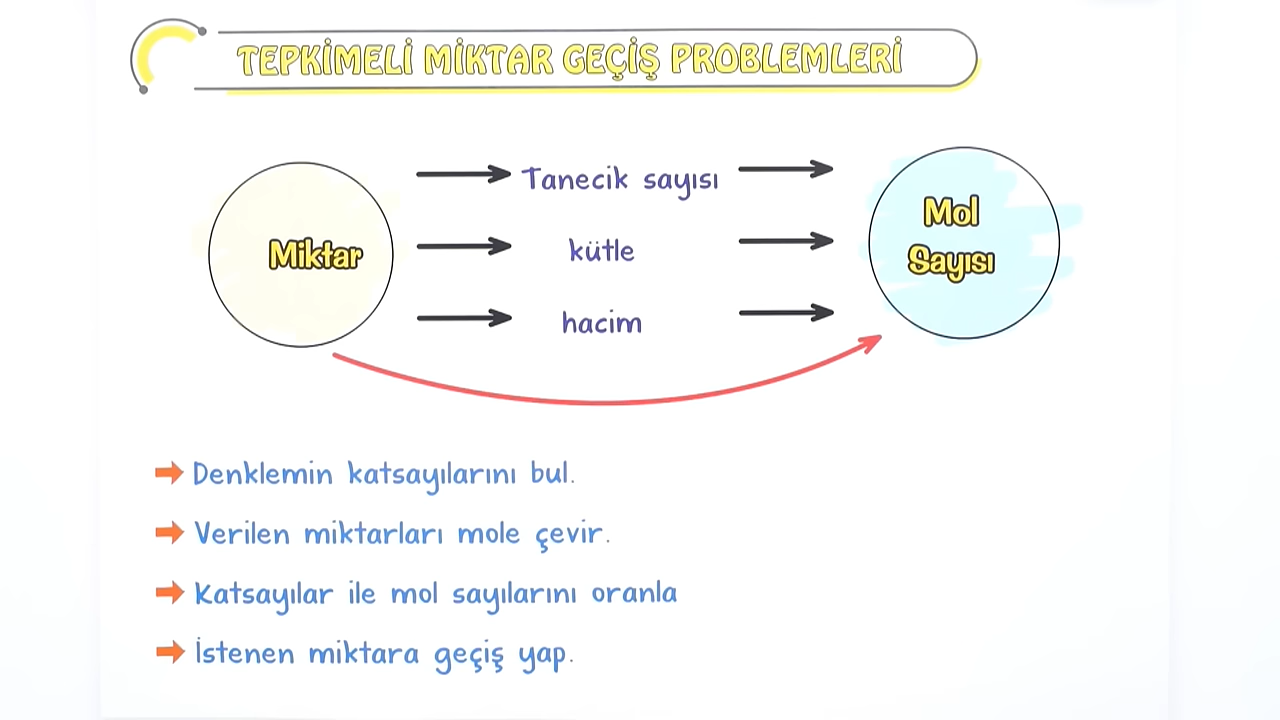 TEPKİMELİ MİKTAR GEÇİŞ PROBLEMLERİ
Miktar
Tanecik sayısı
kütle
hacim
Mol
Sayısı
Denklemin katsayılarını bul.
Verilen miktarları mole çevir.
Katsayılar ile mol sayılarını oranla
İstenen miktara geçiş yap.